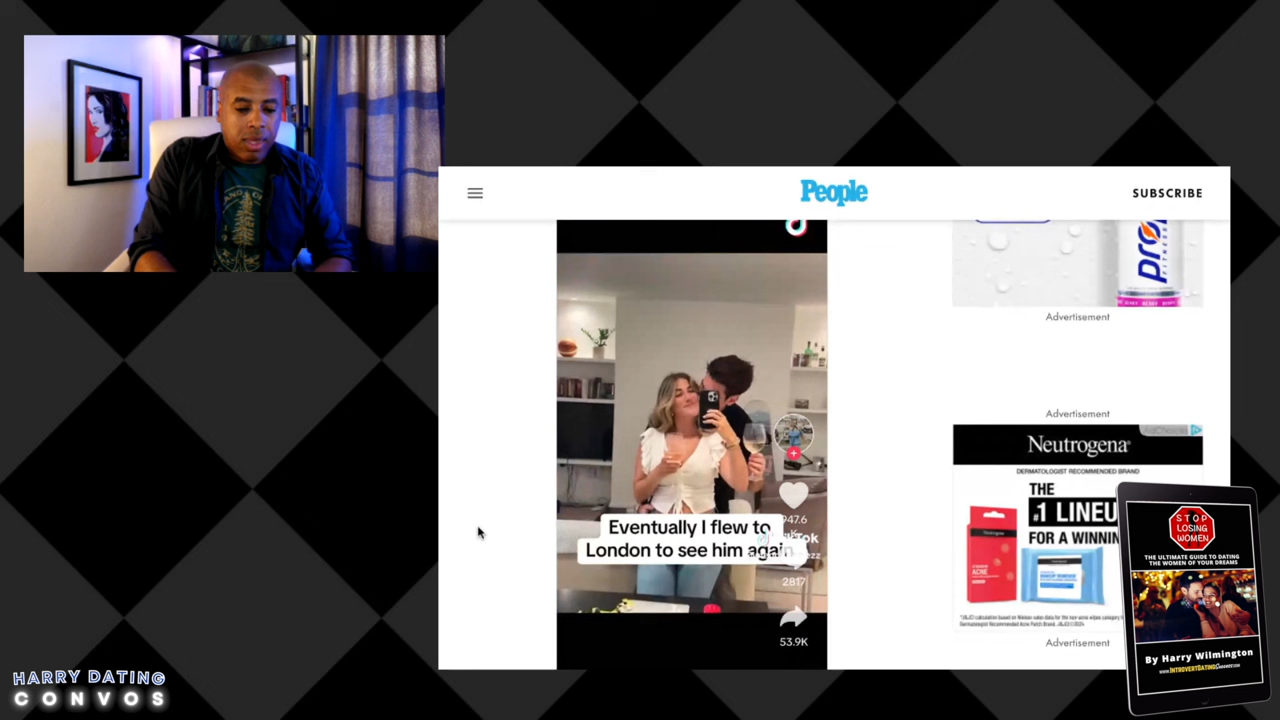 People
SUBSCRIBE
Advertisement
Advertisement
Neutrogena®
DERMATOLOGIST RECOMMENDED BRAND
THE
#1 LINEU
FOR A WINNIN
Eventually I flew to
London to see him again
947.6
2817
53.9K
Advertisement
STOP
LOSING
WOMEN
THE ULTIMATE GUIDE TO DATING
THE WOMEN OF YOUR DREAMS
By Harry Wilmington
HARRY DATING
CONVOS